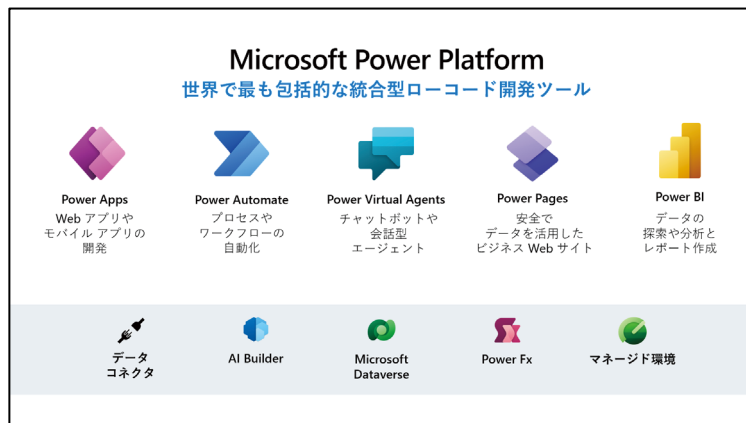 Microsoft Power Platform
世界で最も包括的な統合型ローコード開発ツール
Power Apps
Web アプリや
モバイル アプリの
開発
Power Automate
プロセスや
ワークフローの
自動化
Power Virtual Agents
チャットボットや
会話型
エージェント
Power Pages
安全で
データを活用した
ビジネス Web サイト
Power BI
データの
探索や分析と
レポート作成
データ
コネクタ
AI Builder
Microsoft
Dataverse
Power Fx
マネージド環境